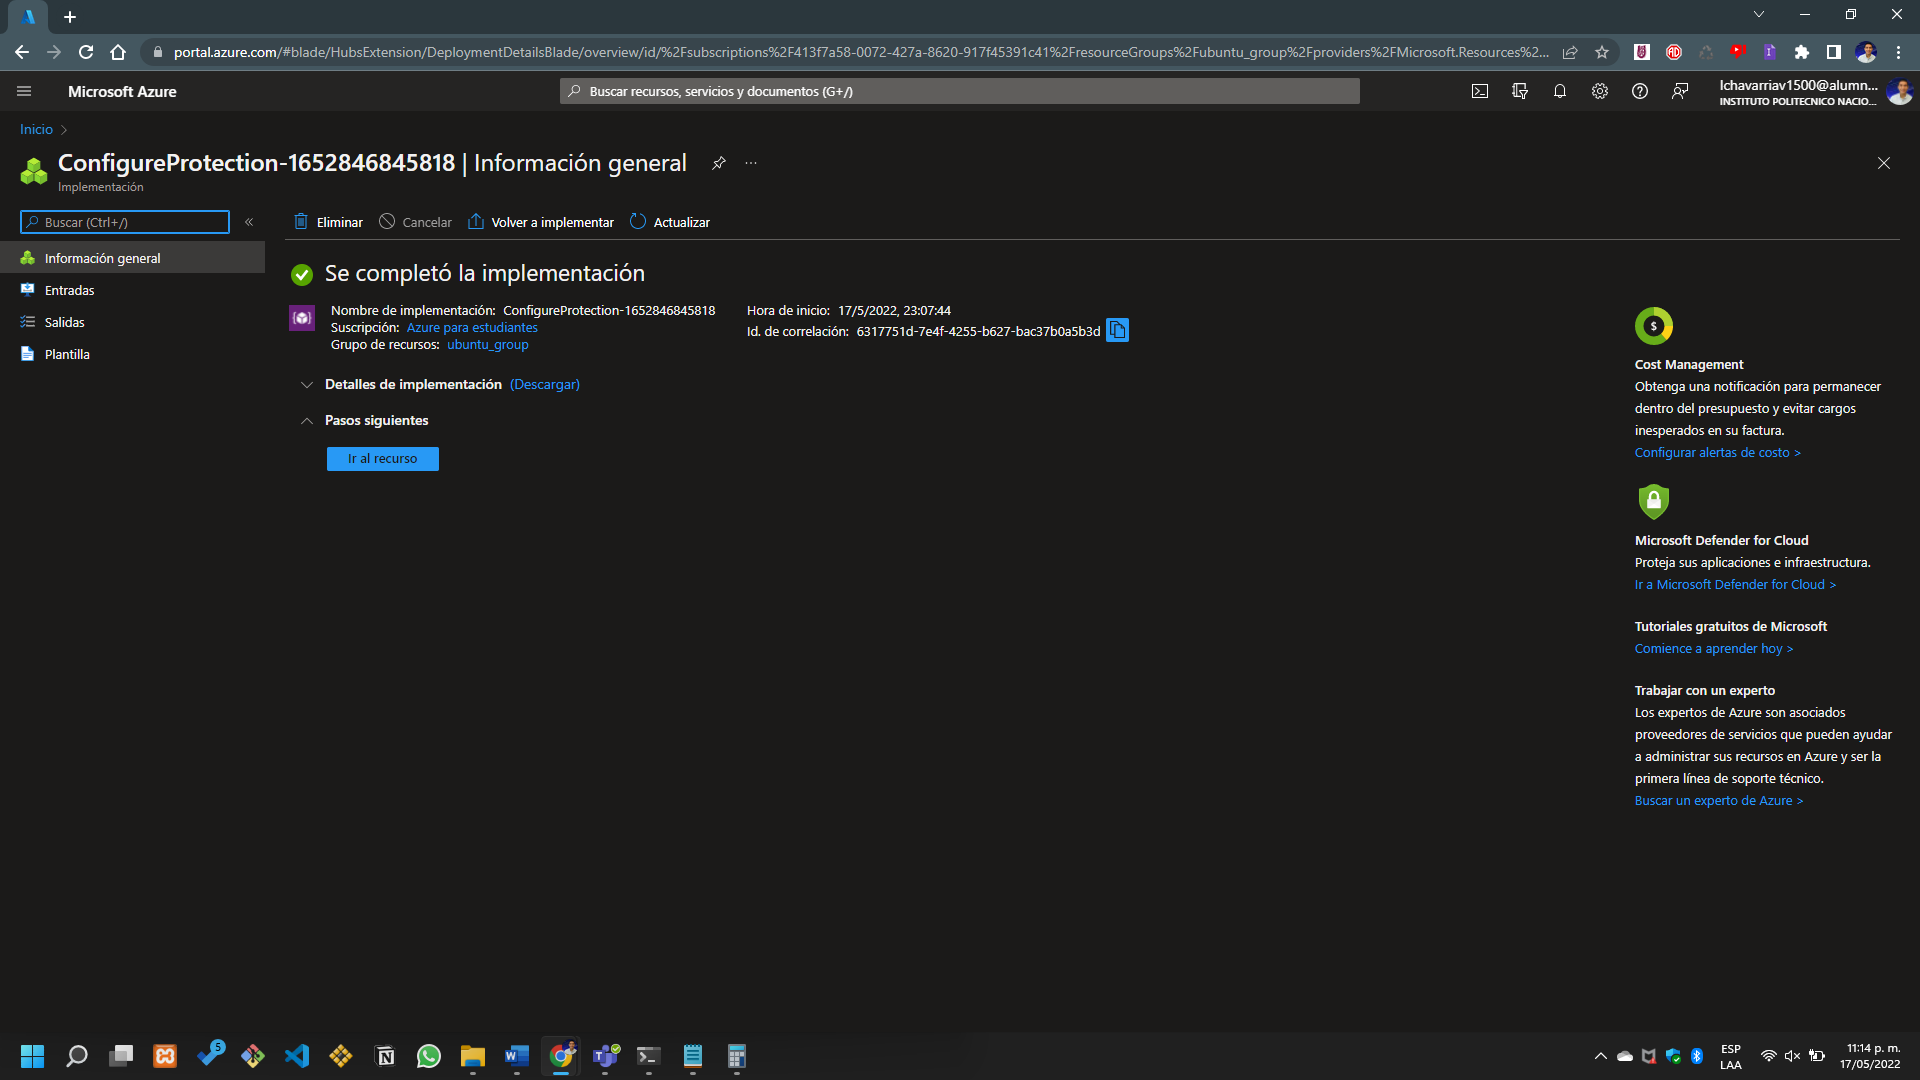 portal.azure.com/#blade/HubsExtension/DeploymentDetailsBlade/overview/id/%2Fsubscriptions%2F413f7a58-0072-427a-8620-917f45391c41%2FresourceGroups%2Fubuntu_group%2Fproviders%2FMicrosoft.Resources%2...
Microsoft Azure
Buscar recursos, servicios y documentos (G+/)
lchavarriav1500@alumn...
INSTITUTO POLITECNICO NACIO...
Inicio
ConfigureProtection-1652846845818 | Información general
Implementación
Buscar (Ctrl+/)
Información general
Entradas
Salidas
Plantilla
Eliminar
Cancelar
Volver a implementar
Actualizar
Se completó la implementación
Nombre de implementación: ConfigureProtection-1652846845818
Suscripción: Azure para estudiantes
Grupo de recursos: ubuntu_group
Hora de inicio: 17/5/2022, 23:07:44
Id. de correlación: 6317751d-7e4f-4255-b627-bac37b0a5b3d
Detalles de implementación (Descargar)
Pasos siguientes
Ir al recurso
Cost Management
Obtenga una notificación para permanecer
dentro del presupuesto y evitar cargos
inesperados en su factura.
Configurar alertas de costo >
Microsoft Defender for Cloud
Proteja sus aplicaciones e infraestructura.
Ir a Microsoft Defender for Cloud >
Tutoriales gratuitos de Microsoft
Comience a aprender hoy >
Trabajar con un experto
Los expertos de Azure son asociados
proveedores de servicios que pueden ayudar
a administrar sus recursos en Azure y ser la
primera línea de soporte técnico.
Buscar un experto de Azure >
5
ESP
LAA
11:14 p. m.
17/05/2022